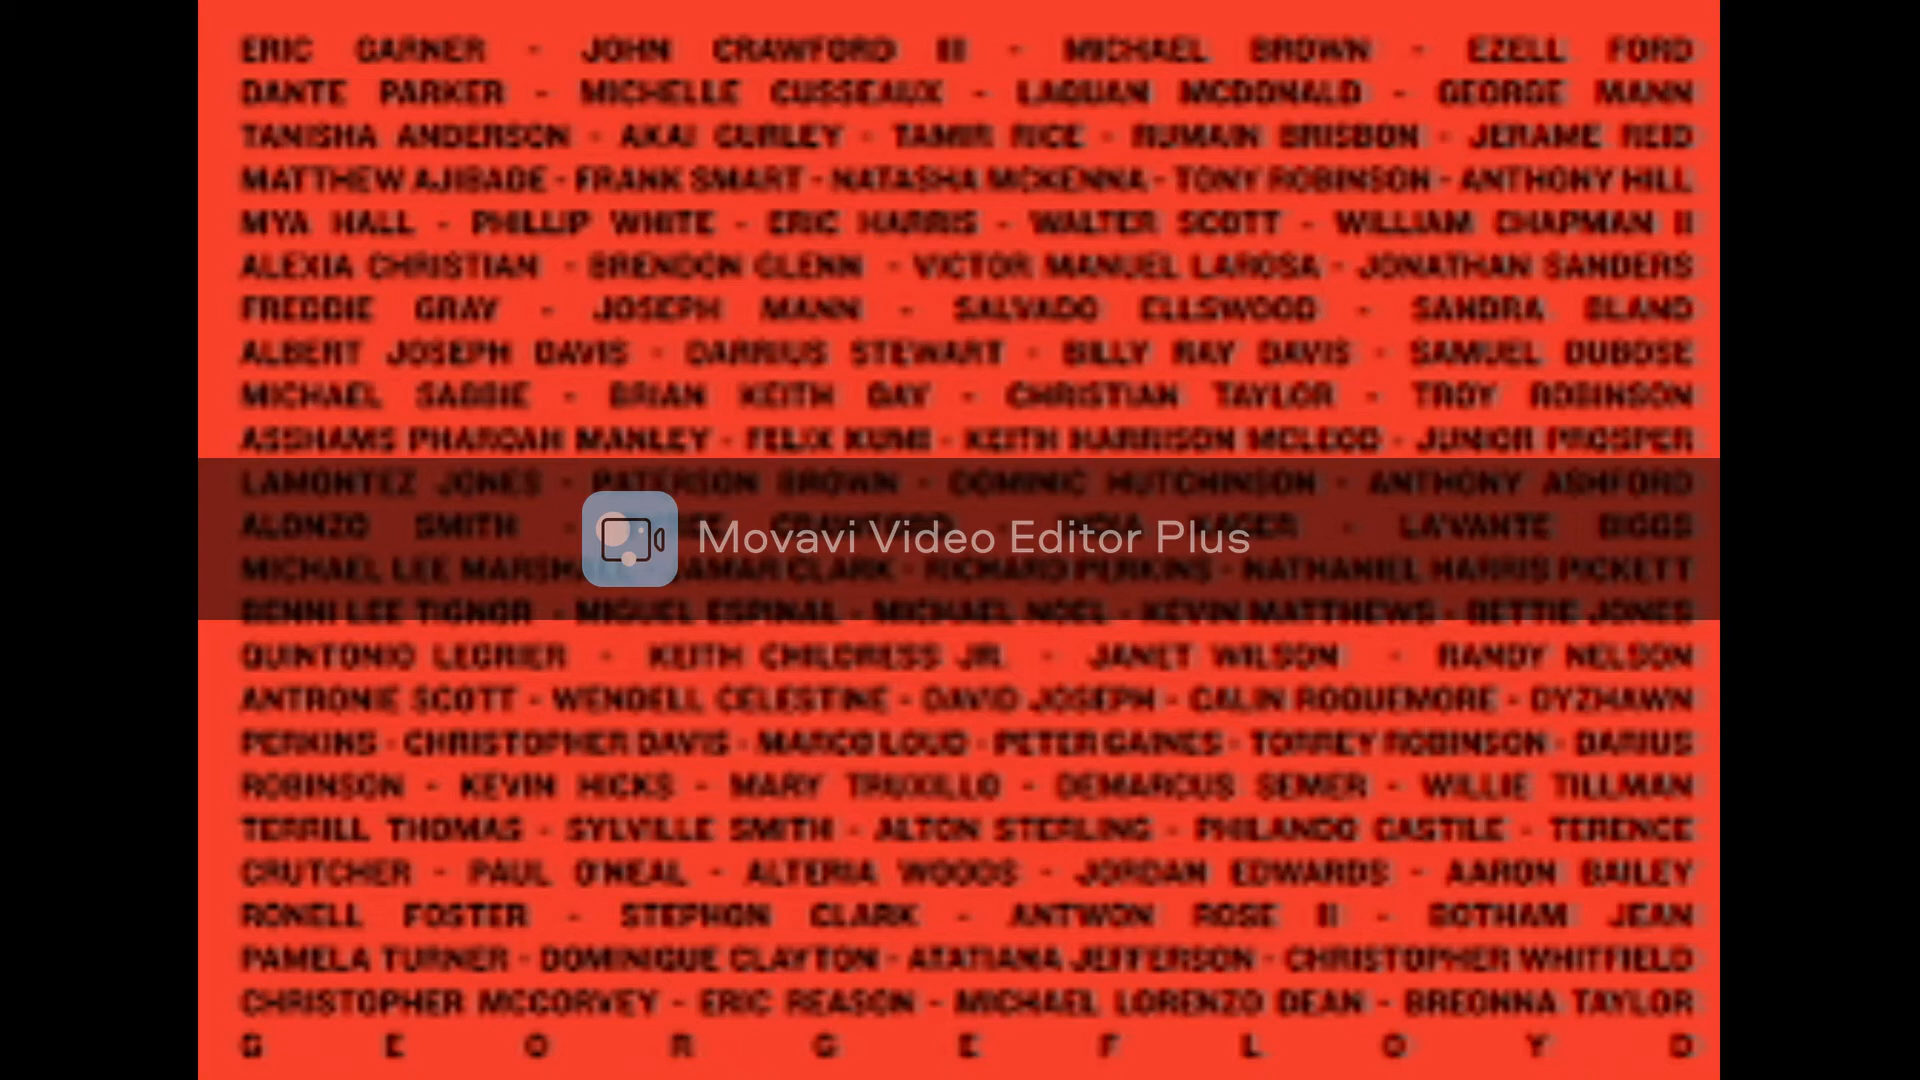 ERIC GARNER - JOHN CRAWFORD III - MICHAEL BROWN - EZELL FORD
DANTE PARKER - MICHELLE CUSSEAUX - LAQUAN MCDONALD - GEORGE MANN
TANISHA ANDERSON - AKAI GURLEY - TAMIR RICE - RUMAIN BRISBON - JERAME REID
MATTHEW AJIBADE - FRANK SMART - NATASHA MCKENNA - TONY ROBINSON - ANTHONY HILL
MYA HALL - PHILLIP WHITE - ERIC HARRIS - WALTER SCOTT - WILLIAM CHAPMAN II
ALEXIA CHRISTIAN - BRENDON GLENN - VICTOR MANUEL LAROSA - JONATHAN SANDERS
FREDDIE GRAY - JOSEPH MANN - SALVADO ELLSWOOD - SANDRA BLAND
ALBERT JOSEPH DAVIS - DARRIUS STEWART - BILLY RAY DAVIS - SAMUEL DUBOSE
MICHAEL SABBIE - BRIAN KEITH DAY - CHRISTIAN TAYLOR - TROY ROBINSON
ASSHAMS PHAROAH MANLEY - FELIX KUMI - KEITH HARRISON MCLEOD - JUNIOR PROSPER
LAMONTEZ JONES - PATERSON BROWN - DOMINIC HUTCHINSON - ANTHONY ASHFORD
ALONZO SMITH - LA'VANTE BIGGS
Movavi Video Editor Plus
MICHAEL LEE CLARK - RICHARD PERKINS - NATHANIEL HARRIS PICKETT
BENNI LEE TIGNOR - MIGUEL ESPINAL - MICHAEL NOEL - KEVIN MATTHEWS - BETTIE JONES
QUINTONIO LEGRIER - KEITH CHILDRESS JR. - JANET WILSON - RANDY NELSON
ANTRONIE SCOTT - WENDELL CELESTINE - DAVID JOSEPH - CALIN ROQUEMORE - DYZHAWN
PERKINS - CHRISTOPHER DAVIS - MARCO LOUD - PETER GAINES - TORREY ROBINSON - DARIUS
ROBINSON - KEVIN HICKS - MARY TRUXILLO - DEMARCUS SEMER - WILLIE TILLMAN
TERRILL THOMAS - SYLVILLE SMITH - ALTON STERLING - PHILANDO CASTILE - TERENCE
CRUTCHER - PAUL O'NEAL - ALTERIA WOODS - JORDAN EDWARDS - AARON BAILEY
RONELL FOSTER - STEPHON CLARK - ANTWON ROSE II - BOTHAM JEAN
PAMELA TURNER - DOMINIQUE CLAYTON - ATATIANA JEFFERSON - CHRISTOPHER WHITFIELD
CHRISTOPHER MCCORVEY - ERIC REASON - MICHAEL LORENZO DEAN - BREONNA TAYLOR
G E O R G E F L O Y D